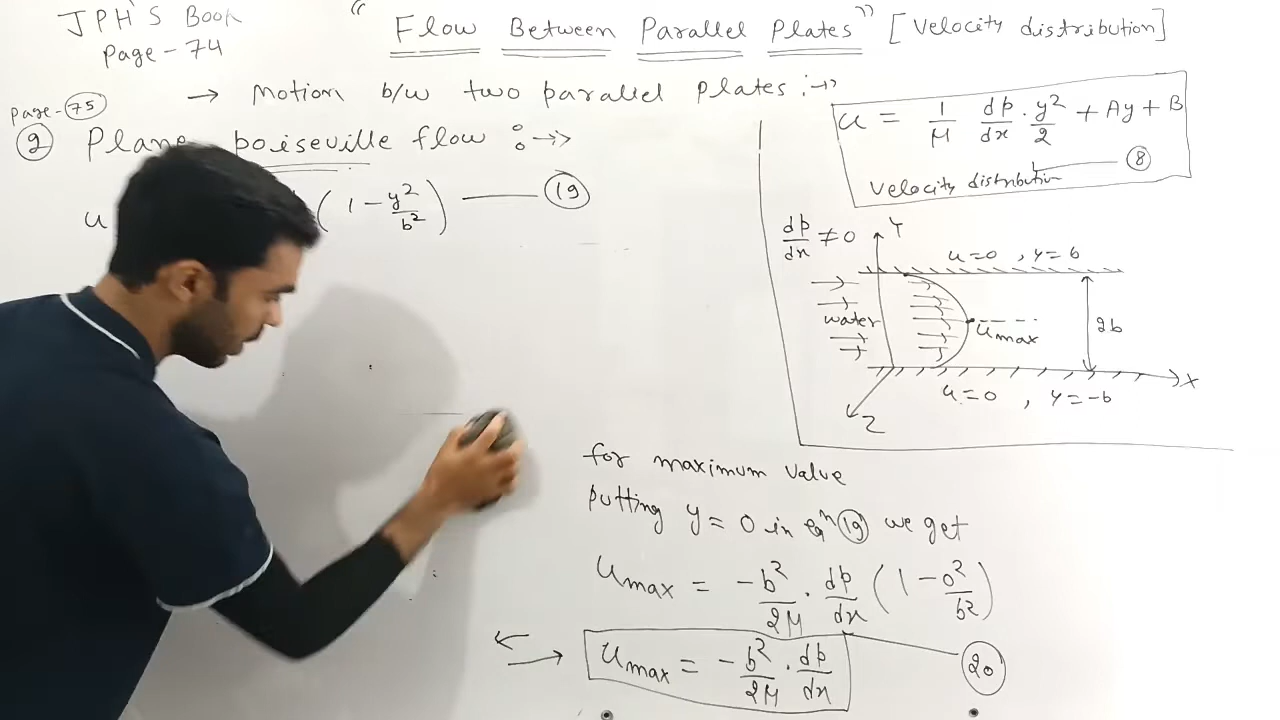 JPH'S Book
page-74
"Flow Between Parallel Plates" [Velocity distribution]
→ Motion b/w two parallel plates :→
page-75
② Plane poiseville flow :→
u (1 - y²/b²) — ⑲
u = 1/μ dp/dx . y²/2 + Ay + B
⑧
Velocity distribution
dp/dx ≠ 0
Y
u=0 , y=b
water
umax
2b
X
u=0 , y=-b
Z
for maximum value
putting y = 0 in eqⁿ ⑲ we get
Umax = -b²/2μ . dp/dx (1 - 0²/b²)
Umax = -b²/2μ . dp/dx
⑳